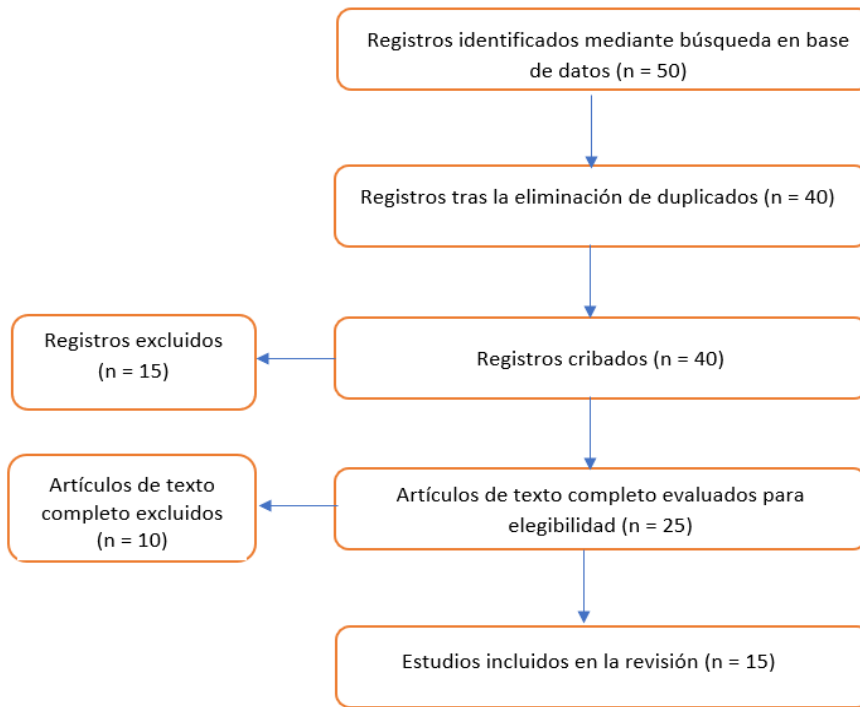 Registros identificados mediante búsqueda en base
de datos (n = 50)
Registros tras la eliminación de duplicados (n = 40)
Registros excluidos
(n = 15)
Registros cribados (n = 40)
Artículos de texto
completo excluidos
(n = 10)
Artículos de texto completo evaluados para
elegibilidad (n = 25)
Estudios incluidos en la revisión (n = 15)